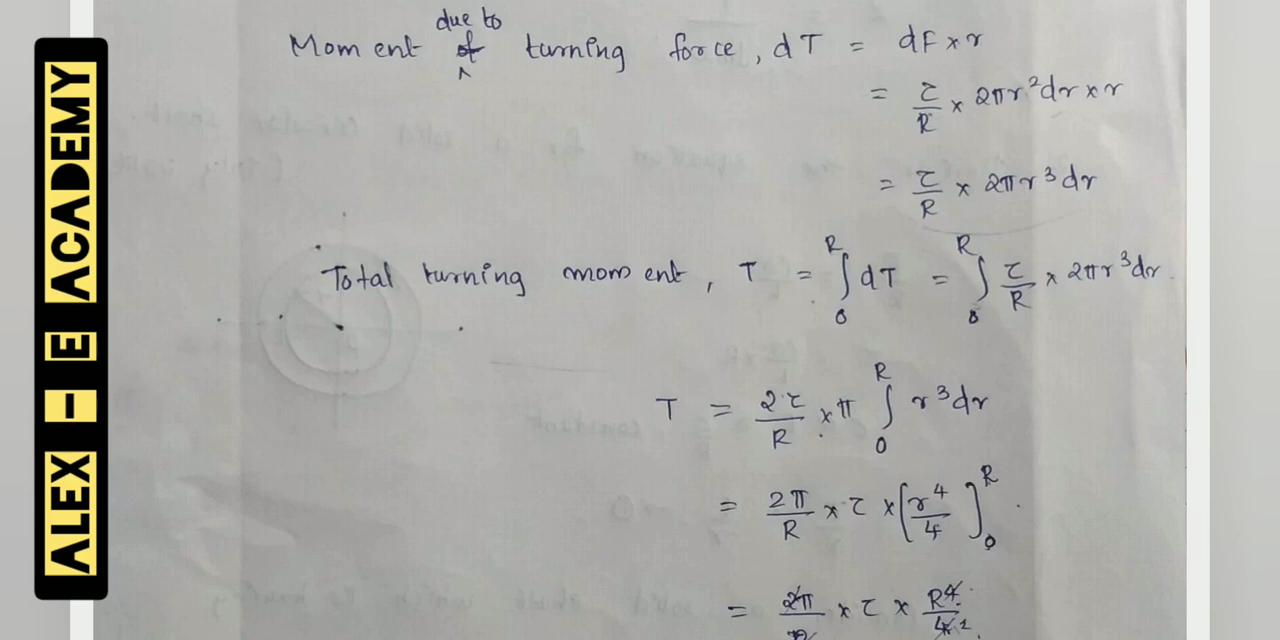 ALEX - E ACADEMY
due to
Moment of turning force, dT = dF × r
= τ/R × 2πr²dr × r
= τ/R × 2πr³dr
Total turning moment, T = ∫₀ᴿ dT = ∫₀ᴿ τ/R × 2πr³dr
T = 2τ/R × π ∫₀ᴿ r³dr
= 2π/R × τ × [r⁴/4]₀ᴿ
= 2π/R × τ × R⁴/4 2